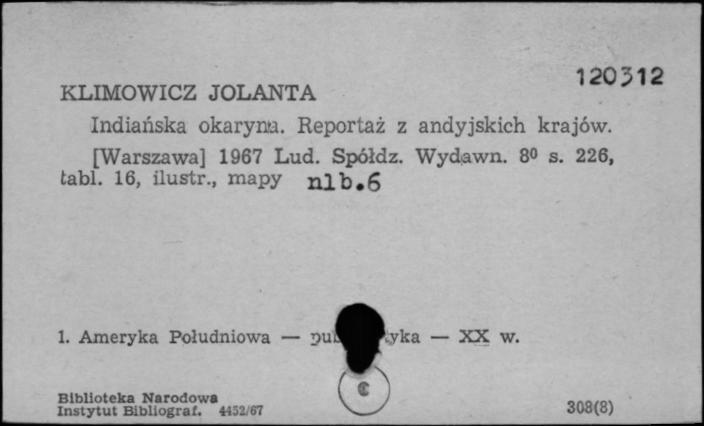 120312
KLIMOWICZ JOLANTA
Indiańska okaryna. Reportaż z andyjskich krajów.
[Warszawa] 1967 Lud. Spółdz. Wydawn. 8⁰ s. 226,
tabl. 16, ilustr., mapy nlb.6
1. Ameryka Południowa — — XX w.
Biblioteka Narodowa
Instytut Bibliograf. 4452/67
308(8)